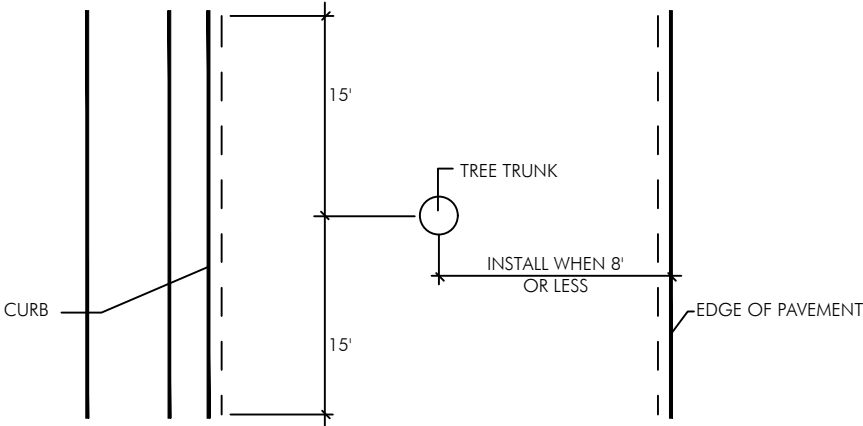 15'
TREE TRUNK
INSTALL WHEN 8'
OR LESS
CURB
EDGE OF PAVEMENT
15'